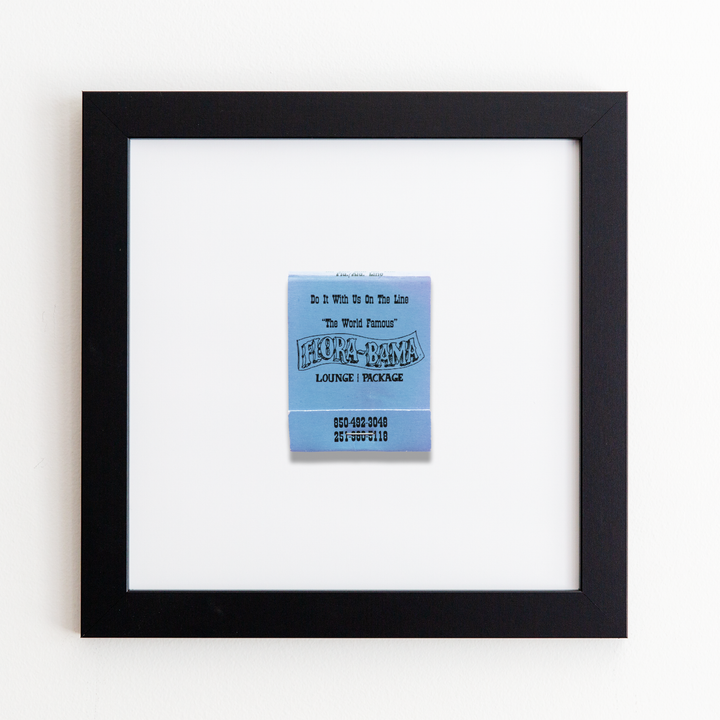 Do It With Us On The Line
"The World Famous"
FLORA-BAMA
LOUNGE | PACKAGE
850-492-3048